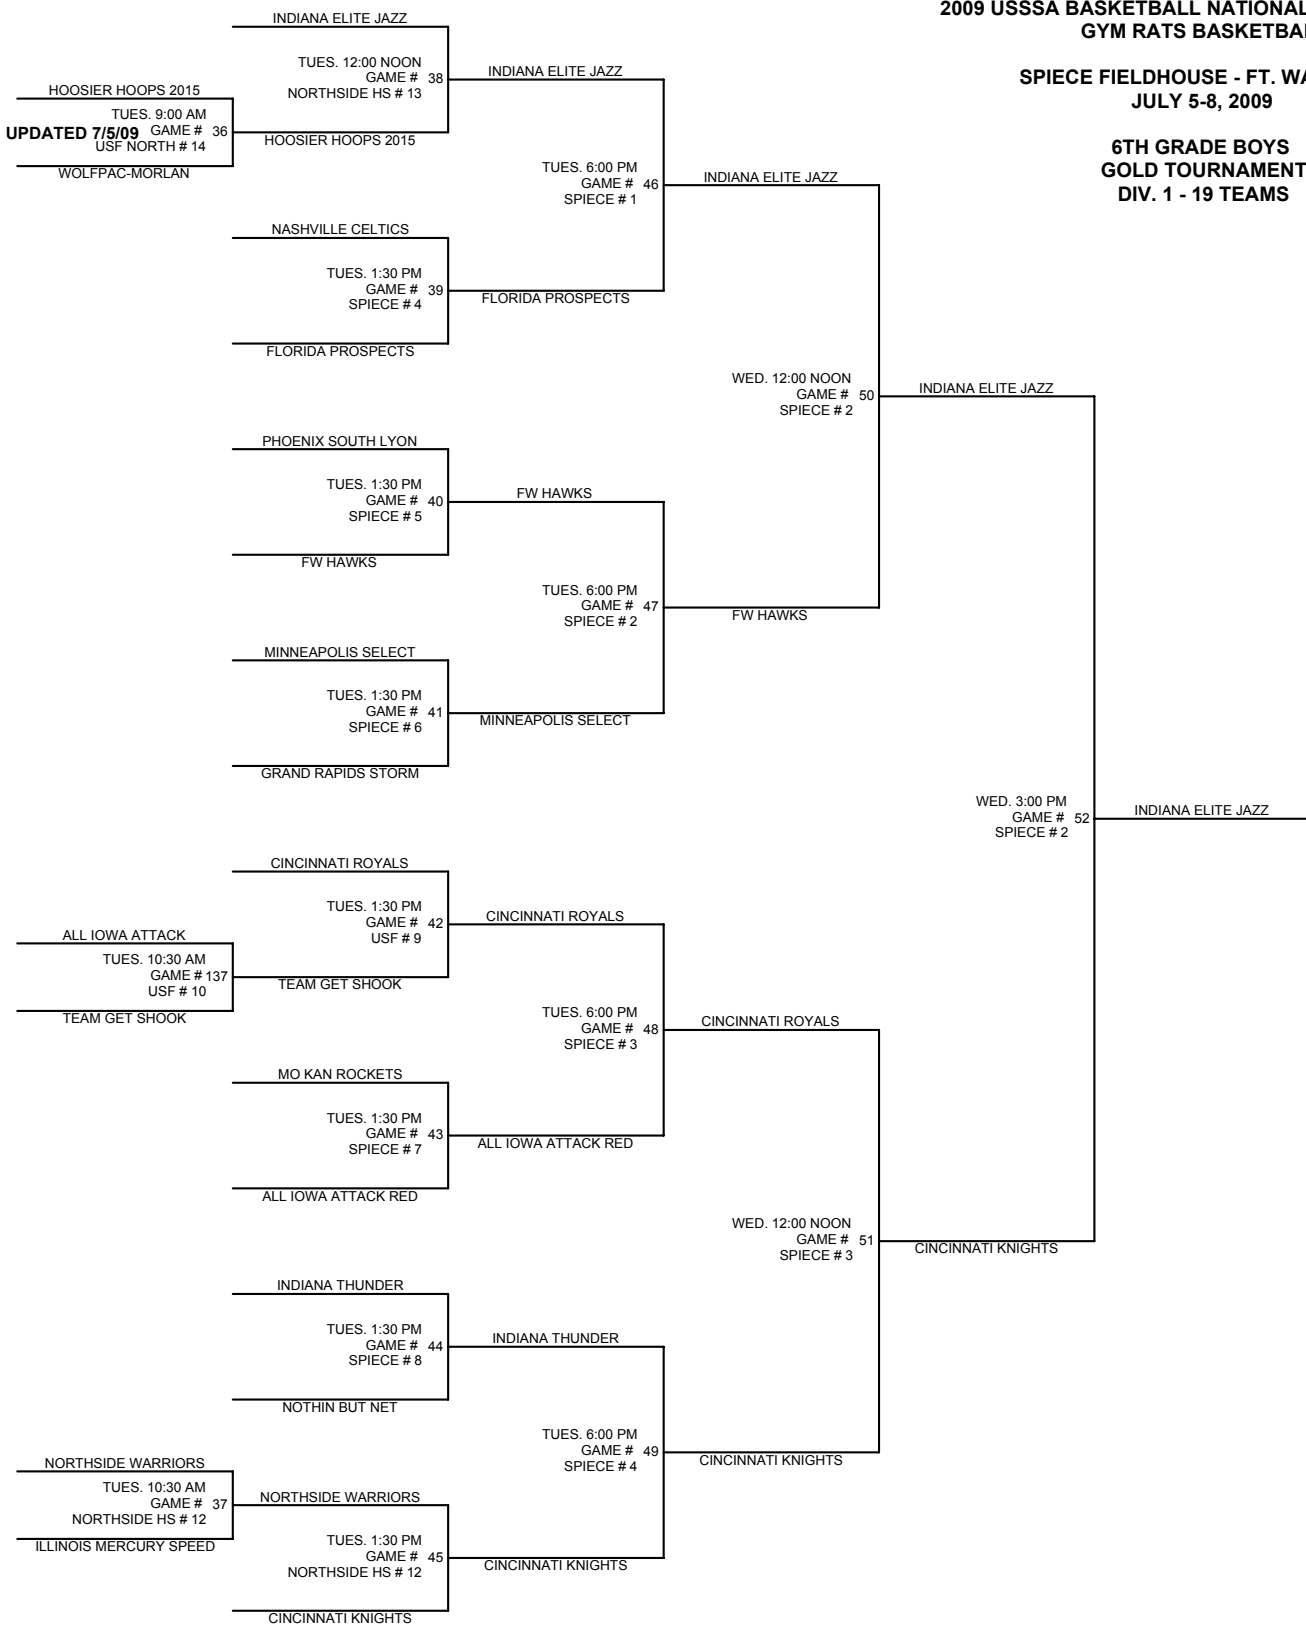 2009 USSSA BASKETBALL NATIONAL
GYM RATS BASKETBA
SPIECE FIELDHOUSE - FT. WA
JULY 5-8, 2009
6TH GRADE BOYS
GOLD TOURNAMENT
DIV. 1 - 19 TEAMS
INDIANA ELITE JAZZ
TUES. 12:00 NOON
GAME # 38
NORTHSIDE HS # 13
INDIANA ELITE JAZZ
HOOSIER HOOPS 2015
TUES. 9:00 AM
UPDATED 7/5/09 GAME # 36
USF NORTH # 14
WOLFPAC-MORLAN
HOOSIER HOOPS 2015
TUES. 6:00 PM
GAME # 46
SPIECE # 1
INDIANA ELITE JAZZ
NASHVILLE CELTICS
TUES. 1:30 PM
GAME # 39
SPIECE # 4
FLORIDA PROSPECTS
FLORIDA PROSPECTS
WED. 12:00 NOON
GAME # 50
SPIECE # 2
INDIANA ELITE JAZZ
PHOENIX SOUTH LYON
TUES. 1:30 PM
GAME # 40
SPIECE # 5
FW HAWKS
FW HAWKS
TUES. 6:00 PM
GAME # 47
SPIECE # 2
FW HAWKS
MINNEAPOLIS SELECT
TUES. 1:30 PM
GAME # 41
SPIECE # 6
MINNEAPOLIS SELECT
GRAND RAPIDS STORM
WED. 3:00 PM
GAME # 52
SPIECE # 2
INDIANA ELITE JAZZ
CINCINNATI ROYALS
TUES. 1:30 PM
GAME # 42
USF # 9
CINCINNATI ROYALS
ALL IOWA ATTACK
TUES. 10:30 AM
GAME # 137
USF # 10
TEAM GET SHOOK
TEAM GET SHOOK
TUES. 6:00 PM
GAME # 48
SPIECE # 3
CINCINNATI ROYALS
MO KAN ROCKETS
TUES. 1:30 PM
GAME # 43
SPIECE # 7
ALL IOWA ATTACK RED
ALL IOWA ATTACK RED
WED. 12:00 NOON
GAME # 51
SPIECE # 3
CINCINNATI KNIGHTS
INDIANA THUNDER
TUES. 1:30 PM
GAME # 44
SPIECE # 8
INDIANA THUNDER
NOTHIN BUT NET
TUES. 6:00 PM
GAME # 49
SPIECE # 4
CINCINNATI KNIGHTS
NORTHSIDE WARRIORS
TUES. 10:30 AM
GAME # 37
NORTHSIDE HS # 12
ILLINOIS MERCURY SPEED
NORTHSIDE WARRIORS
TUES. 1:30 PM
GAME # 45
NORTHSIDE HS # 12
CINCINNATI KNIGHTS
CINCINNATI KNIGHTS